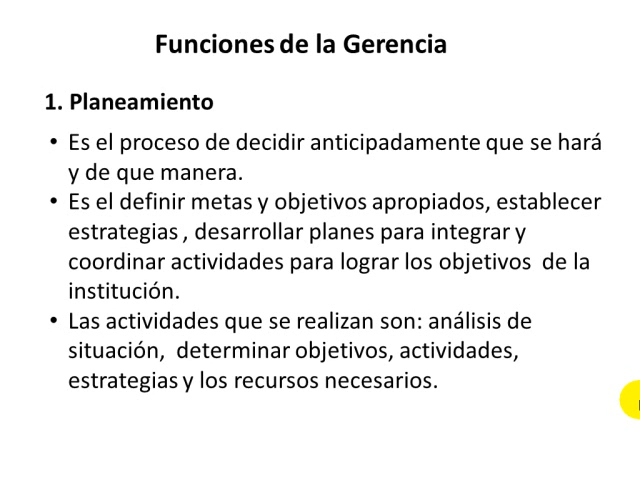 Funciones de la Gerencia
1. Planeamiento
• Es el proceso de decidir anticipadamente que se hará
y de que manera.
• Es el definir metas y objetivos apropiados, establecer
estrategias , desarrollar planes para integrar y
coordinar actividades para lograr los objetivos  de la
institución.
• Las actividades que se realizan son: análisis de
situación,  determinar objetivos, actividades,
estrategias y los recursos necesarios.